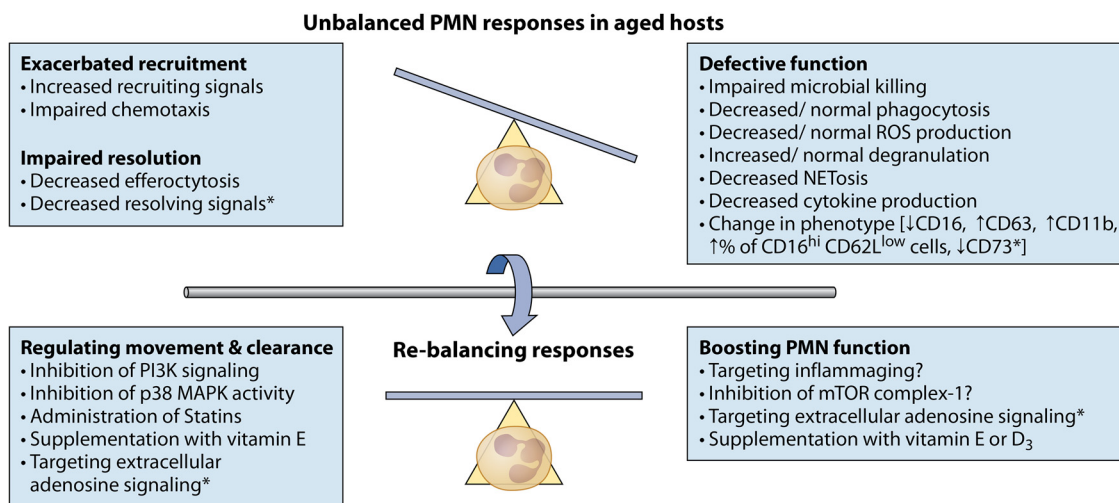 Unbalanced PMN responses in aged hosts
Exacerbated recruitment
• Increased recruiting signals
• Impaired chemotaxis
Impaired resolution
• Decreased efferoctytosis
• Decreased resolving signals*
Defective function
• Impaired microbial killing
• Decreased/ normal phagocytosis
• Decreased/ normal ROS production
• Increased/ normal degranulation
• Decreased NETosis
• Decreased cytokine production
• Change in phenotype [↓CD16, ↑CD63, ↑CD11b,
↑% of CD16hi CD62Llow cells, ↓CD73*]
Regulating movement & clearance
• Inhibition of PI3K signaling
• Inhibition of p38 MAPK activity
• Administration of Statins
• Supplementation with vitamin E
• Targeting extracellular
adenosine signaling*
Re-balancing responses
Boosting PMN function
• Targeting inflammaging?
• Inhibition of mTOR complex-1?
• Targeting extracellular adenosine signaling*
• Supplementation with vitamin E or D3